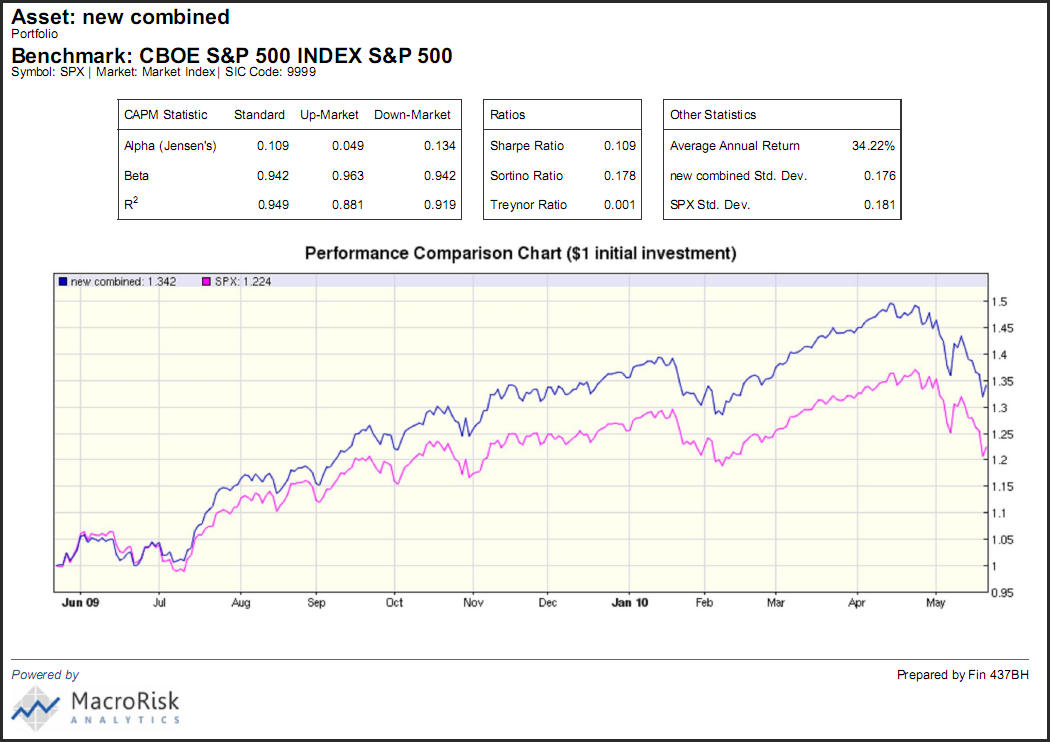 Asset: new combined
Portfolio
Benchmark: CBOE S&P 500 INDEX S&P 500
Symbol: SPX | Market: Market Index | SIC Code: 9999
CAPM Statistic Standard Up-Market Down-Market
Alpha (Jensen's) 0.109 0.049 0.134
Beta 0.942 0.963 0.942
R² 0.949 0.881 0.919
Ratios
Sharpe Ratio 0.109
Sortino Ratio 0.178
Treynor Ratio 0.001
Other Statistics
Average Annual Return 34.22%
new combined Std. Dev. 0.176
SPX Std. Dev. 0.181
Performance Comparison Chart ($1 initial investment)
new combined: 1.342 SPX: 1.224
1.5
1.45
1.4
1.35
1.3
1.25
1.2
1.15
1.1
1.05
1
0.95
Jun 09 Jul Aug Sep Oct Nov Dec Jan 10 Feb Mar Apr May
Powered by
MacroRisk
ANALYTICS
Prepared by Fin 437BH